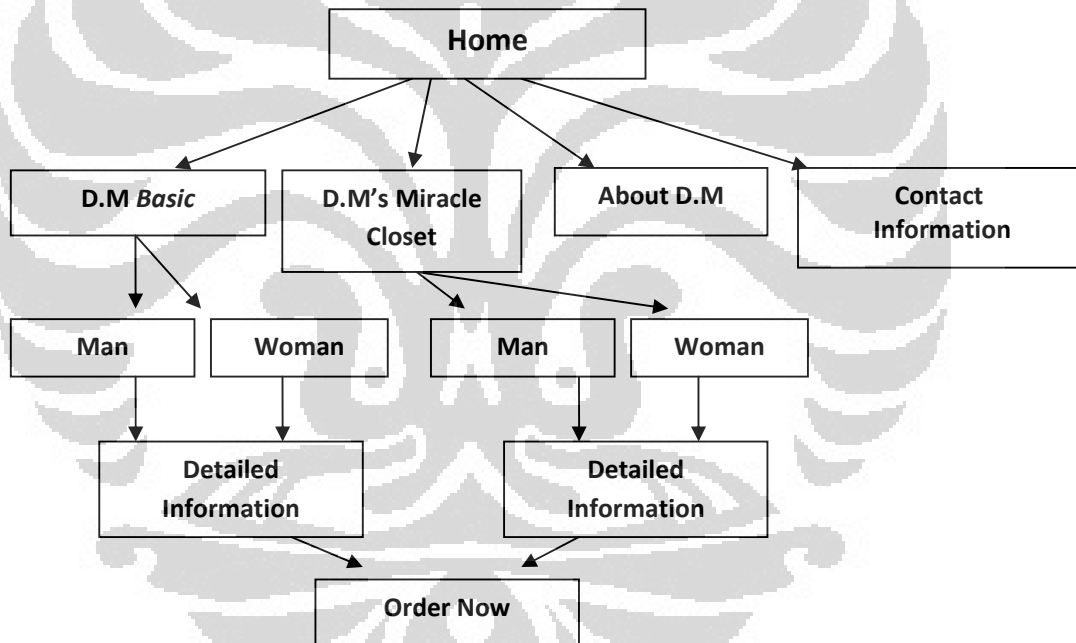 Home
D.M Basic
D.M's Miracle
Closet
About D.M
Contact
Information
Man
Woman
Man
Woman
Detailed
Information
Detailed
Information
Order Now